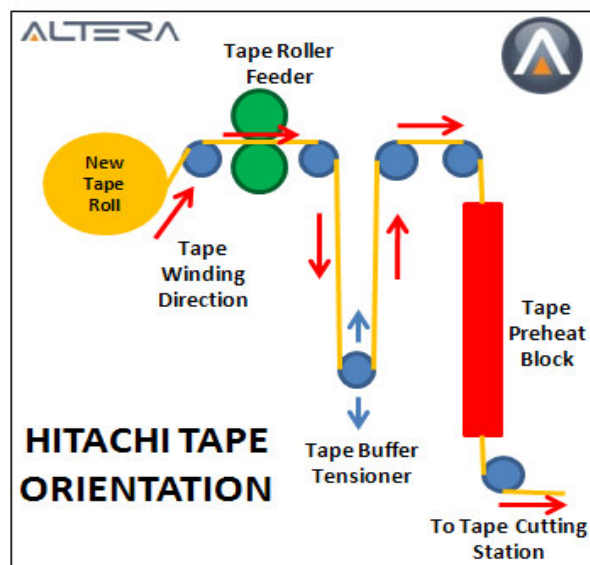 ALTERA
Tape Roller
Feeder
New
Tape
Roll
Tape
Winding
Direction
Tape
Preheat
Block
HITACHI TAPE
ORIENTATION
Tape Buffer
Tensioner
To Tape Cutting
Station